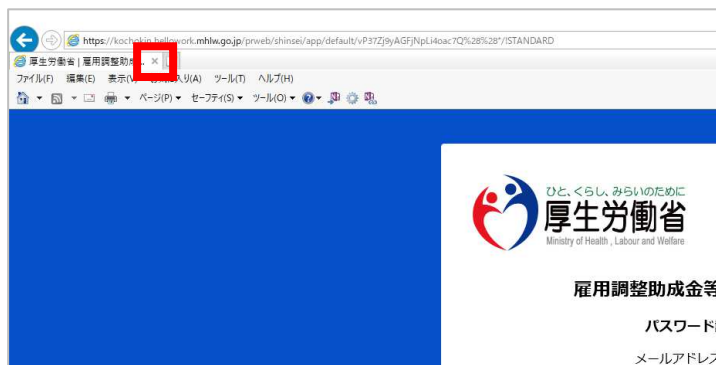 https://kochokin.hellowork.mhlw.go.jp/prweb/shinsei/app/default/vP37Zj9yAGFjNpLi4oac7Q%28%28*/!STANDARD
厚生労働省 | 雇用調整助成
ファイル(F) 編集(E) 表示(V) り(A) ツール(T) ヘルプ(H)
ページ(P) セーフティ(S) ツール(O)
ひと、くらし、みらいのために
厚生労働省
Ministry of Health , Labour and Welfare
雇用調整助成金等
パスワード
メールアドレス